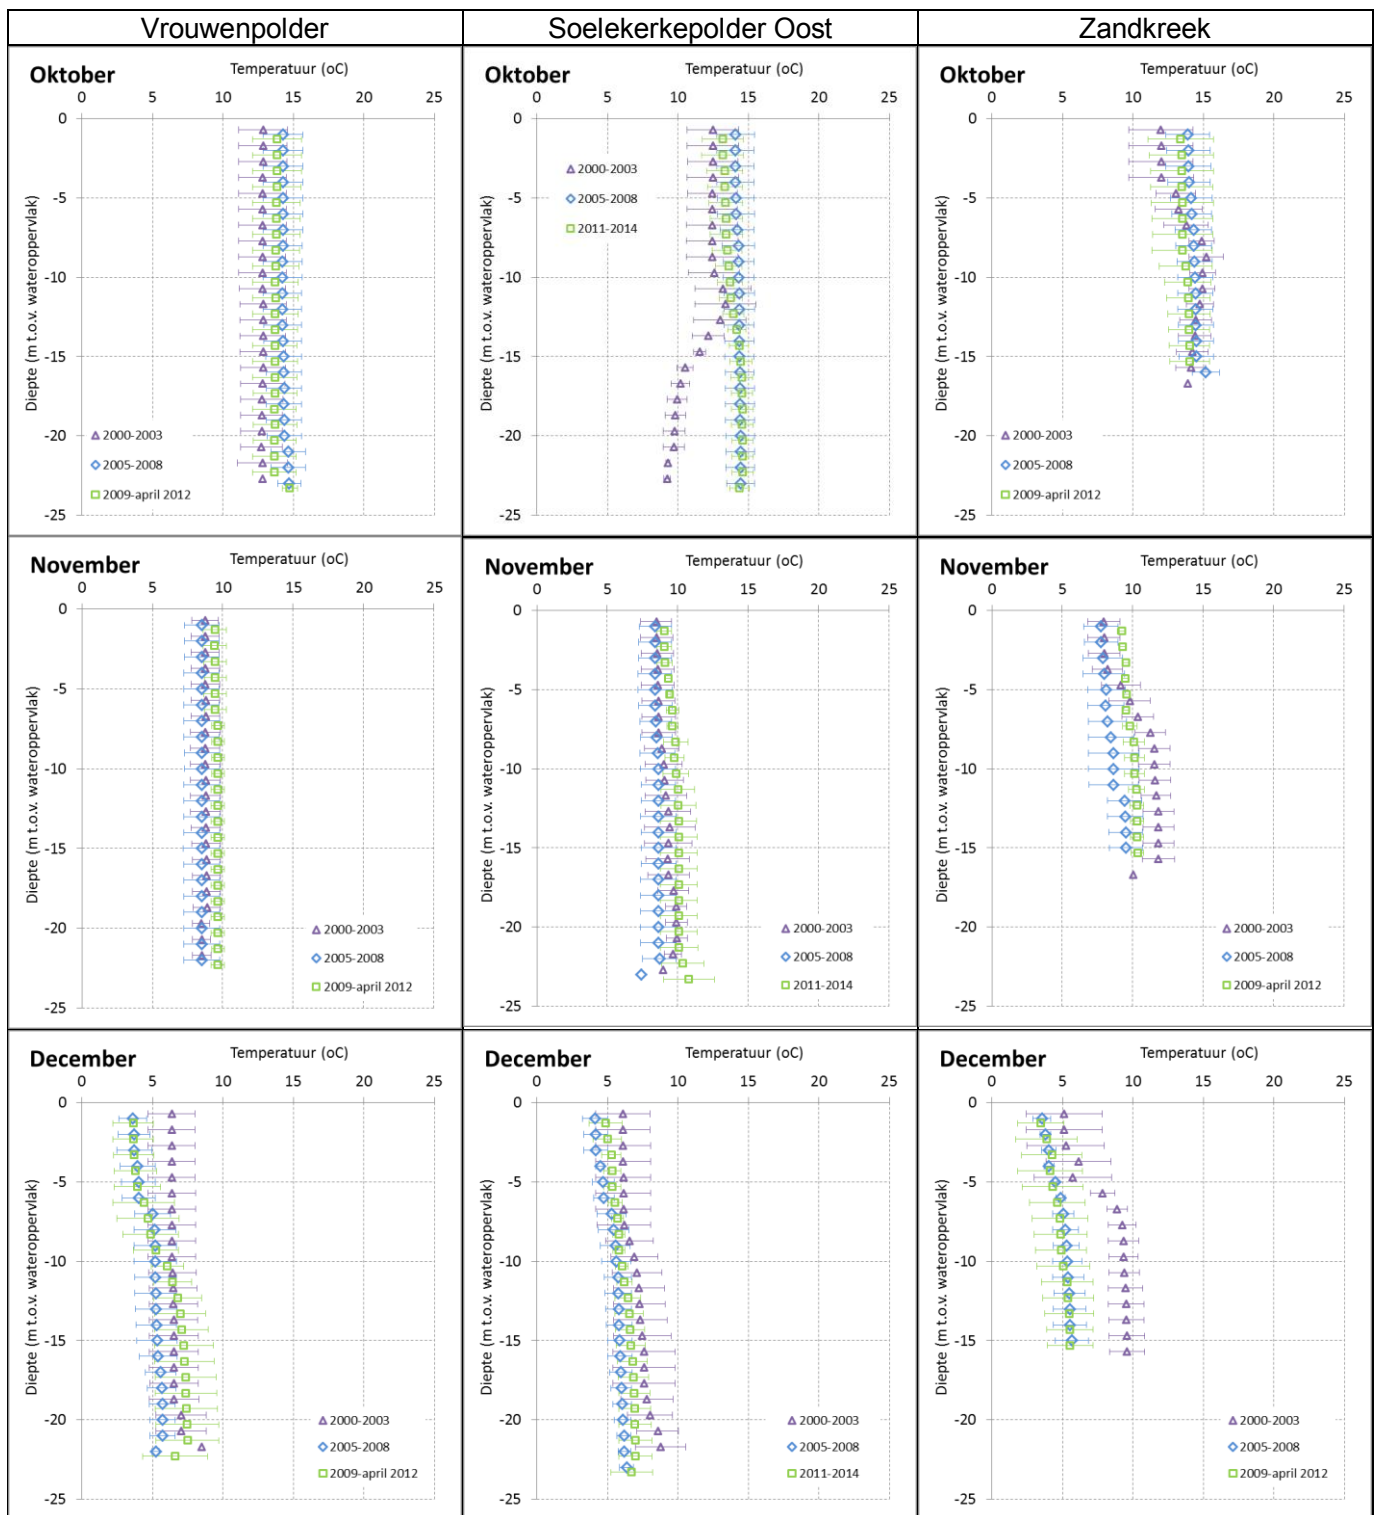 Vrouwenpolder
Soelekerkepolder Oost
Zandkreek
Oktober
Temperatuur (oC)
0 5 10 15 20 25
0
-5
-10
-15
-20
-25
Diepte (m t.o.v. wateroppervlak)
2000-2003
2005-2008
2009-april 2012
Oktober
Temperatuur (oC)
0 5 10 15 20 25
0
-5
-10
-15
-20
-25
Diepte (m t.o.v. wateroppervlak)
2000-2003
2005-2008
2011-2014
Oktober
Temperatuur (oC)
0 5 10 15 20 25
0
-5
-10
-15
-20
-25
Diepte (m t.o.v. wateroppervlak)
2000-2003
2005-2008
2009-april 2012
November
Temperatuur (oC)
0 5 10 15 20 25
0
-5
-10
-15
-20
-25
Diepte (m t.o.v. wateroppervlak)
2000-2003
2005-2008
2009-april 2012
November
Temperatuur (oC)
0 5 10 15 20 25
0
-5
-10
-15
-20
-25
Diepte (m t.o.v. wateroppervlak)
2000-2003
2005-2008
2011-2014
November
Temperatuur (oC)
0 5 10 15 20 25
0
-5
-10
-15
-20
-25
Diepte (m t.o.v. wateroppervlak)
2000-2003
2005-2008
2009-april 2012
December
Temperatuur (oC)
0 5 10 15 20 25
0
-5
-10
-15
-20
-25
Diepte (m t.o.v. wateroppervlak)
2000-2003
2005-2008
2009-april 2012
December
Temperatuur (oC)
0 5 10 15 20 25
0
-5
-10
-15
-20
-25
Diepte (m t.o.v. wateroppervlak)
2000-2003
2005-2008
2011-2014
December
Temperatuur (oC)
0 5 10 15 20 25
0
-5
-10
-15
-20
-25
Diepte (m t.o.v. wateroppervlak)
2000-2003
2005-2008
2009-april 2012